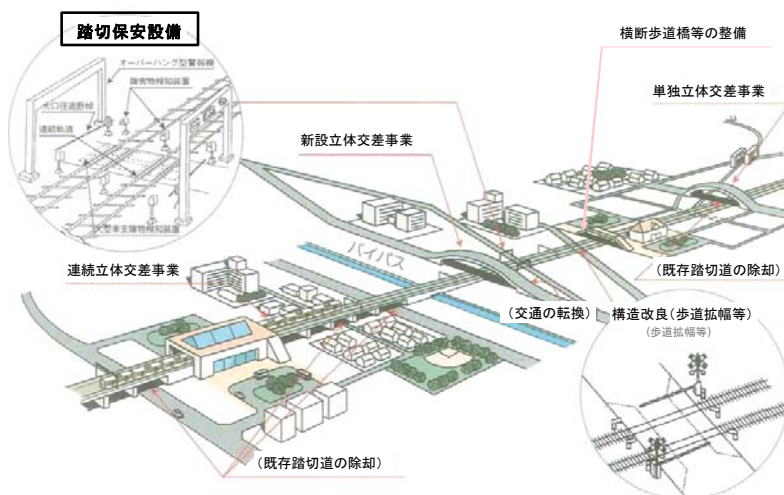 踏切保安設備
オーバーハング型警報機
障害物検知装置
大口径遮断棹
連続軌道
大型車支障物検知装置
横断歩道橋等の整備
単独立体交差事業
新設立体交差事業
バイパス
連続立体交差事業
(既存踏切道の除却)
(交通の転換)
構造改良(歩道拡幅等)
(歩道拡幅等)
(既存踏切道の除却)